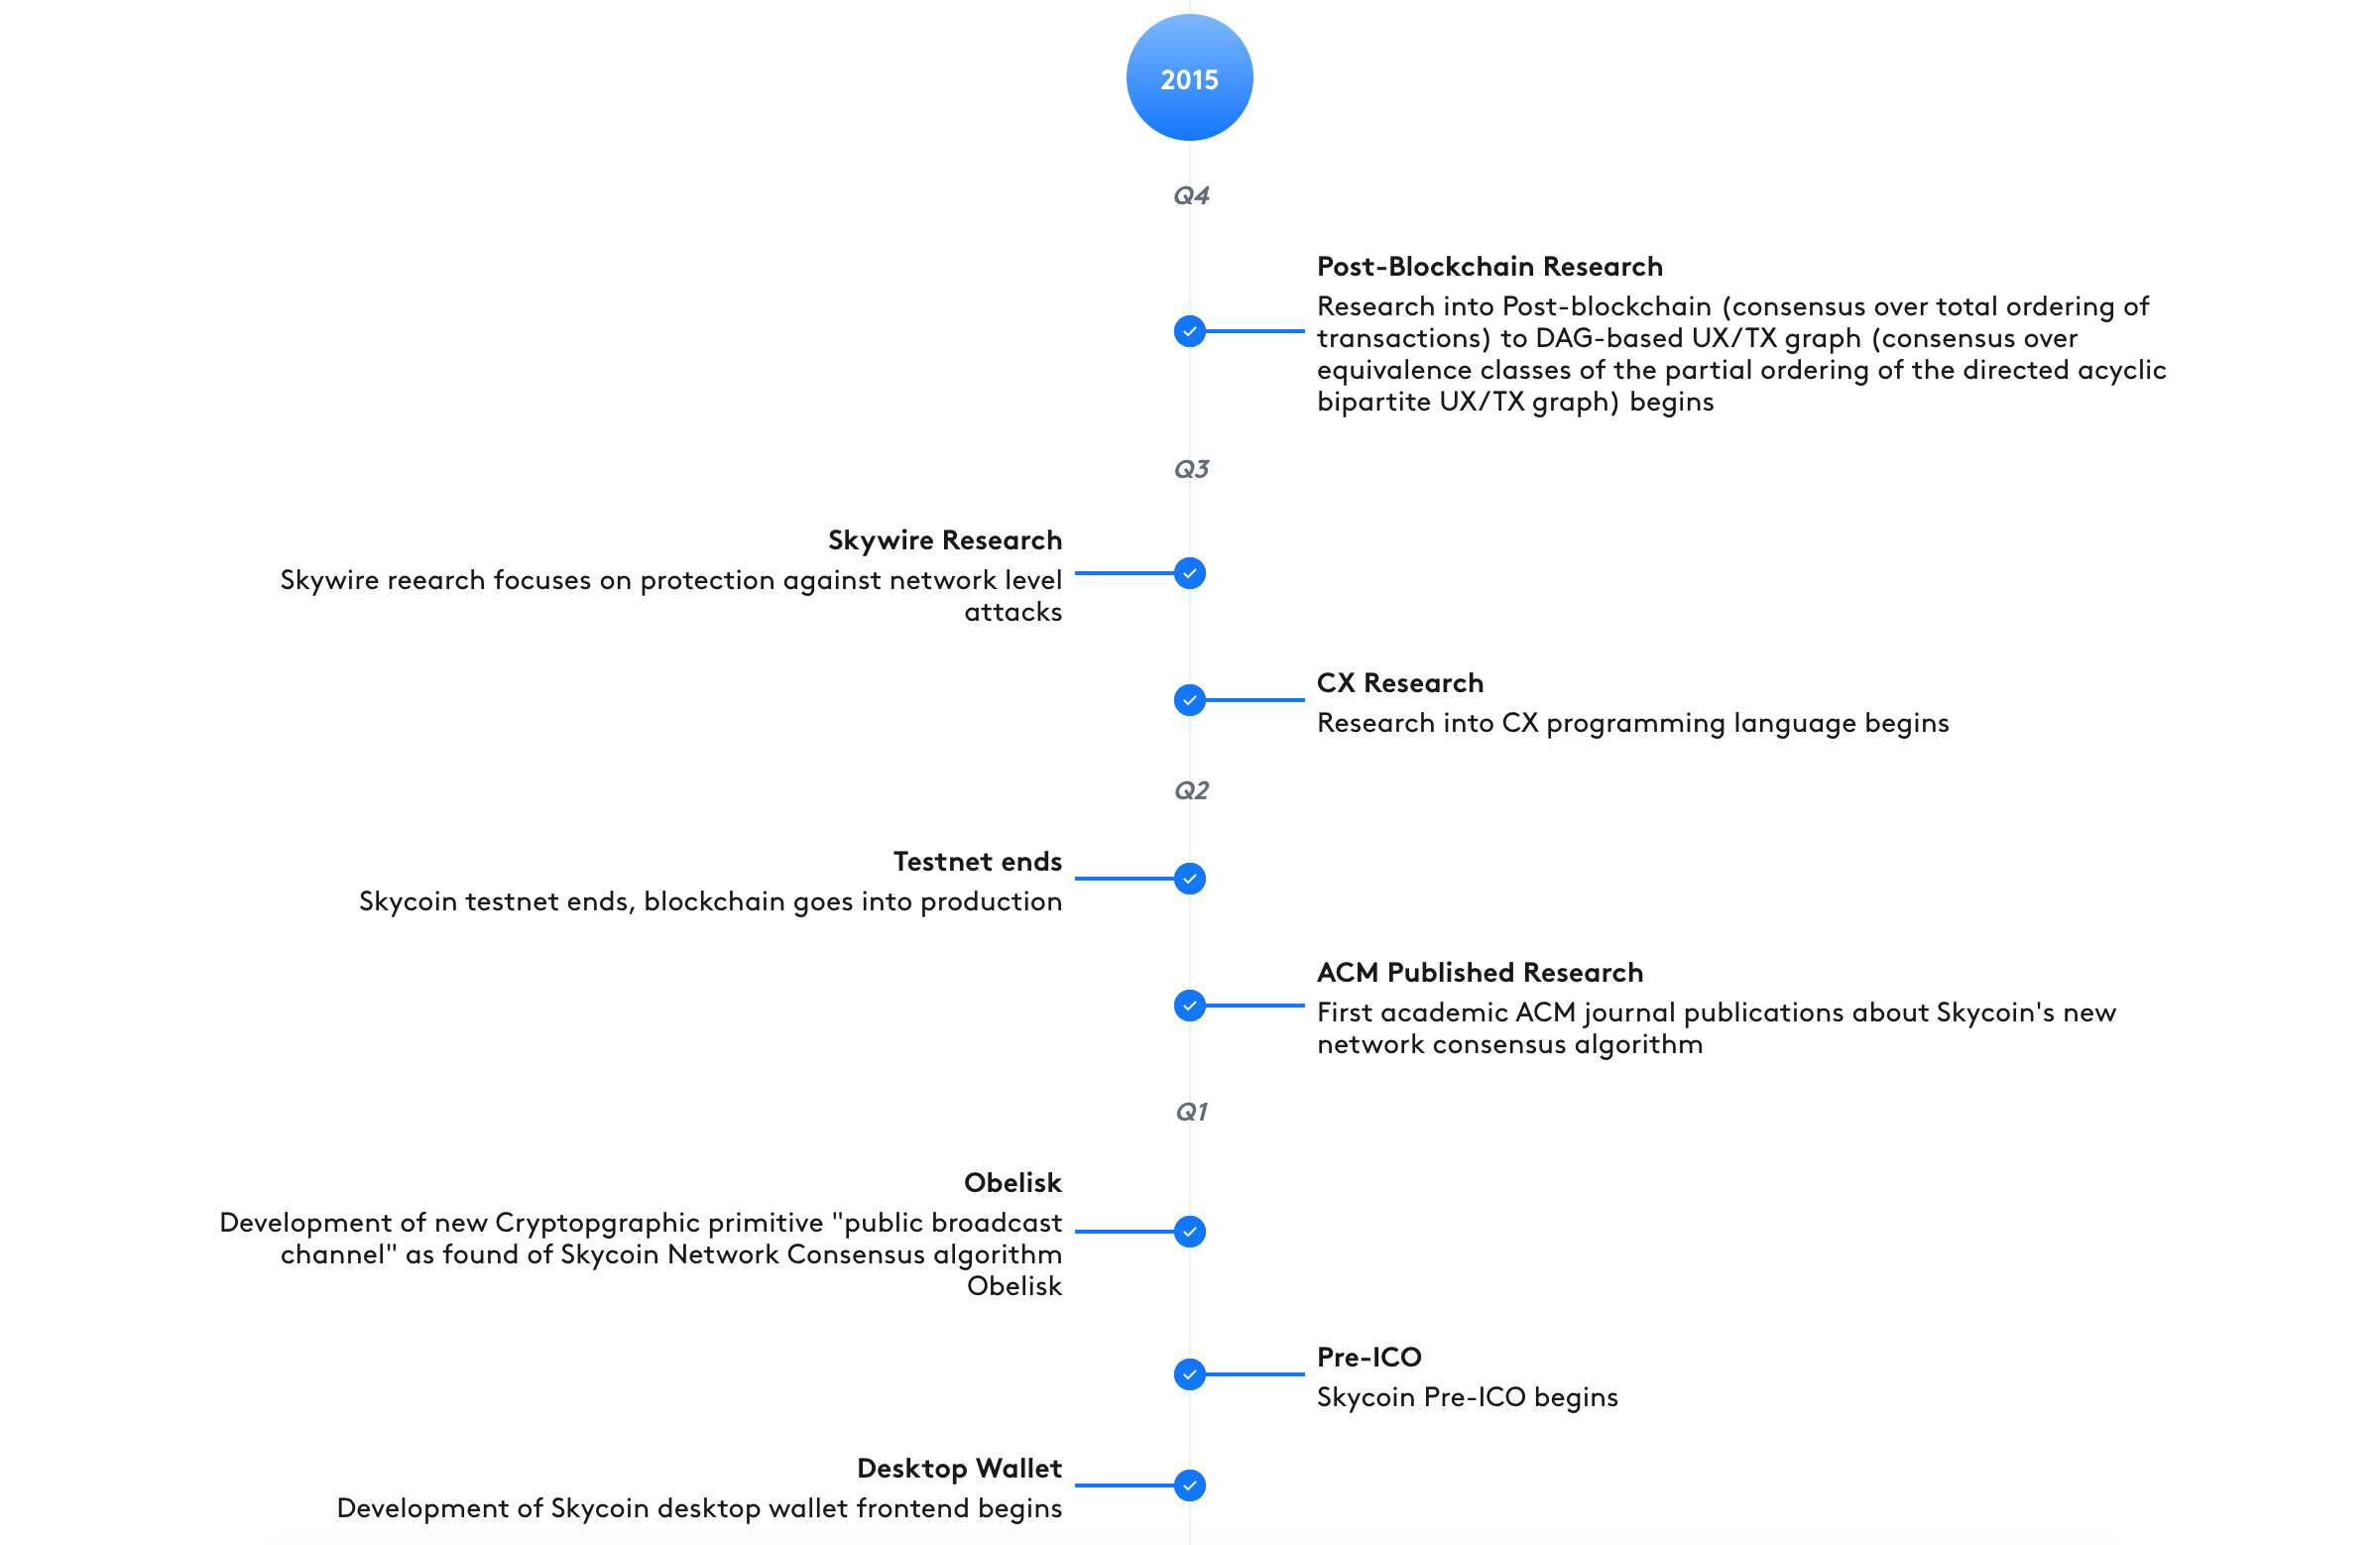 2015
Q4
Post-Blockchain Research
Research into Post-blockchain (consensus over total ordering of
transactions) to DAG-based UX/TX graph (consensus over
equivalence classes of the partial ordering of the directed acyclic
bipartite UX/TX graph) begins
Q3
Skywire Research
Skywire reearch focuses on protection against network level
attacks
CX Research
Research into CX programming language begins
Q2
Testnet ends
Skycoin testnet ends, blockchain goes into production
ACM Published Research
First academic ACM journal publications about Skycoin's new
network consensus algorithm
Q1
Obelisk
Development of new Cryptopgraphic primitive "public broadcast
channel" as found of Skycoin Network Consensus algorithm
Obelisk
Pre-ICO
Skycoin Pre-ICO begins
Desktop Wallet
Development of Skycoin desktop wallet frontend begins